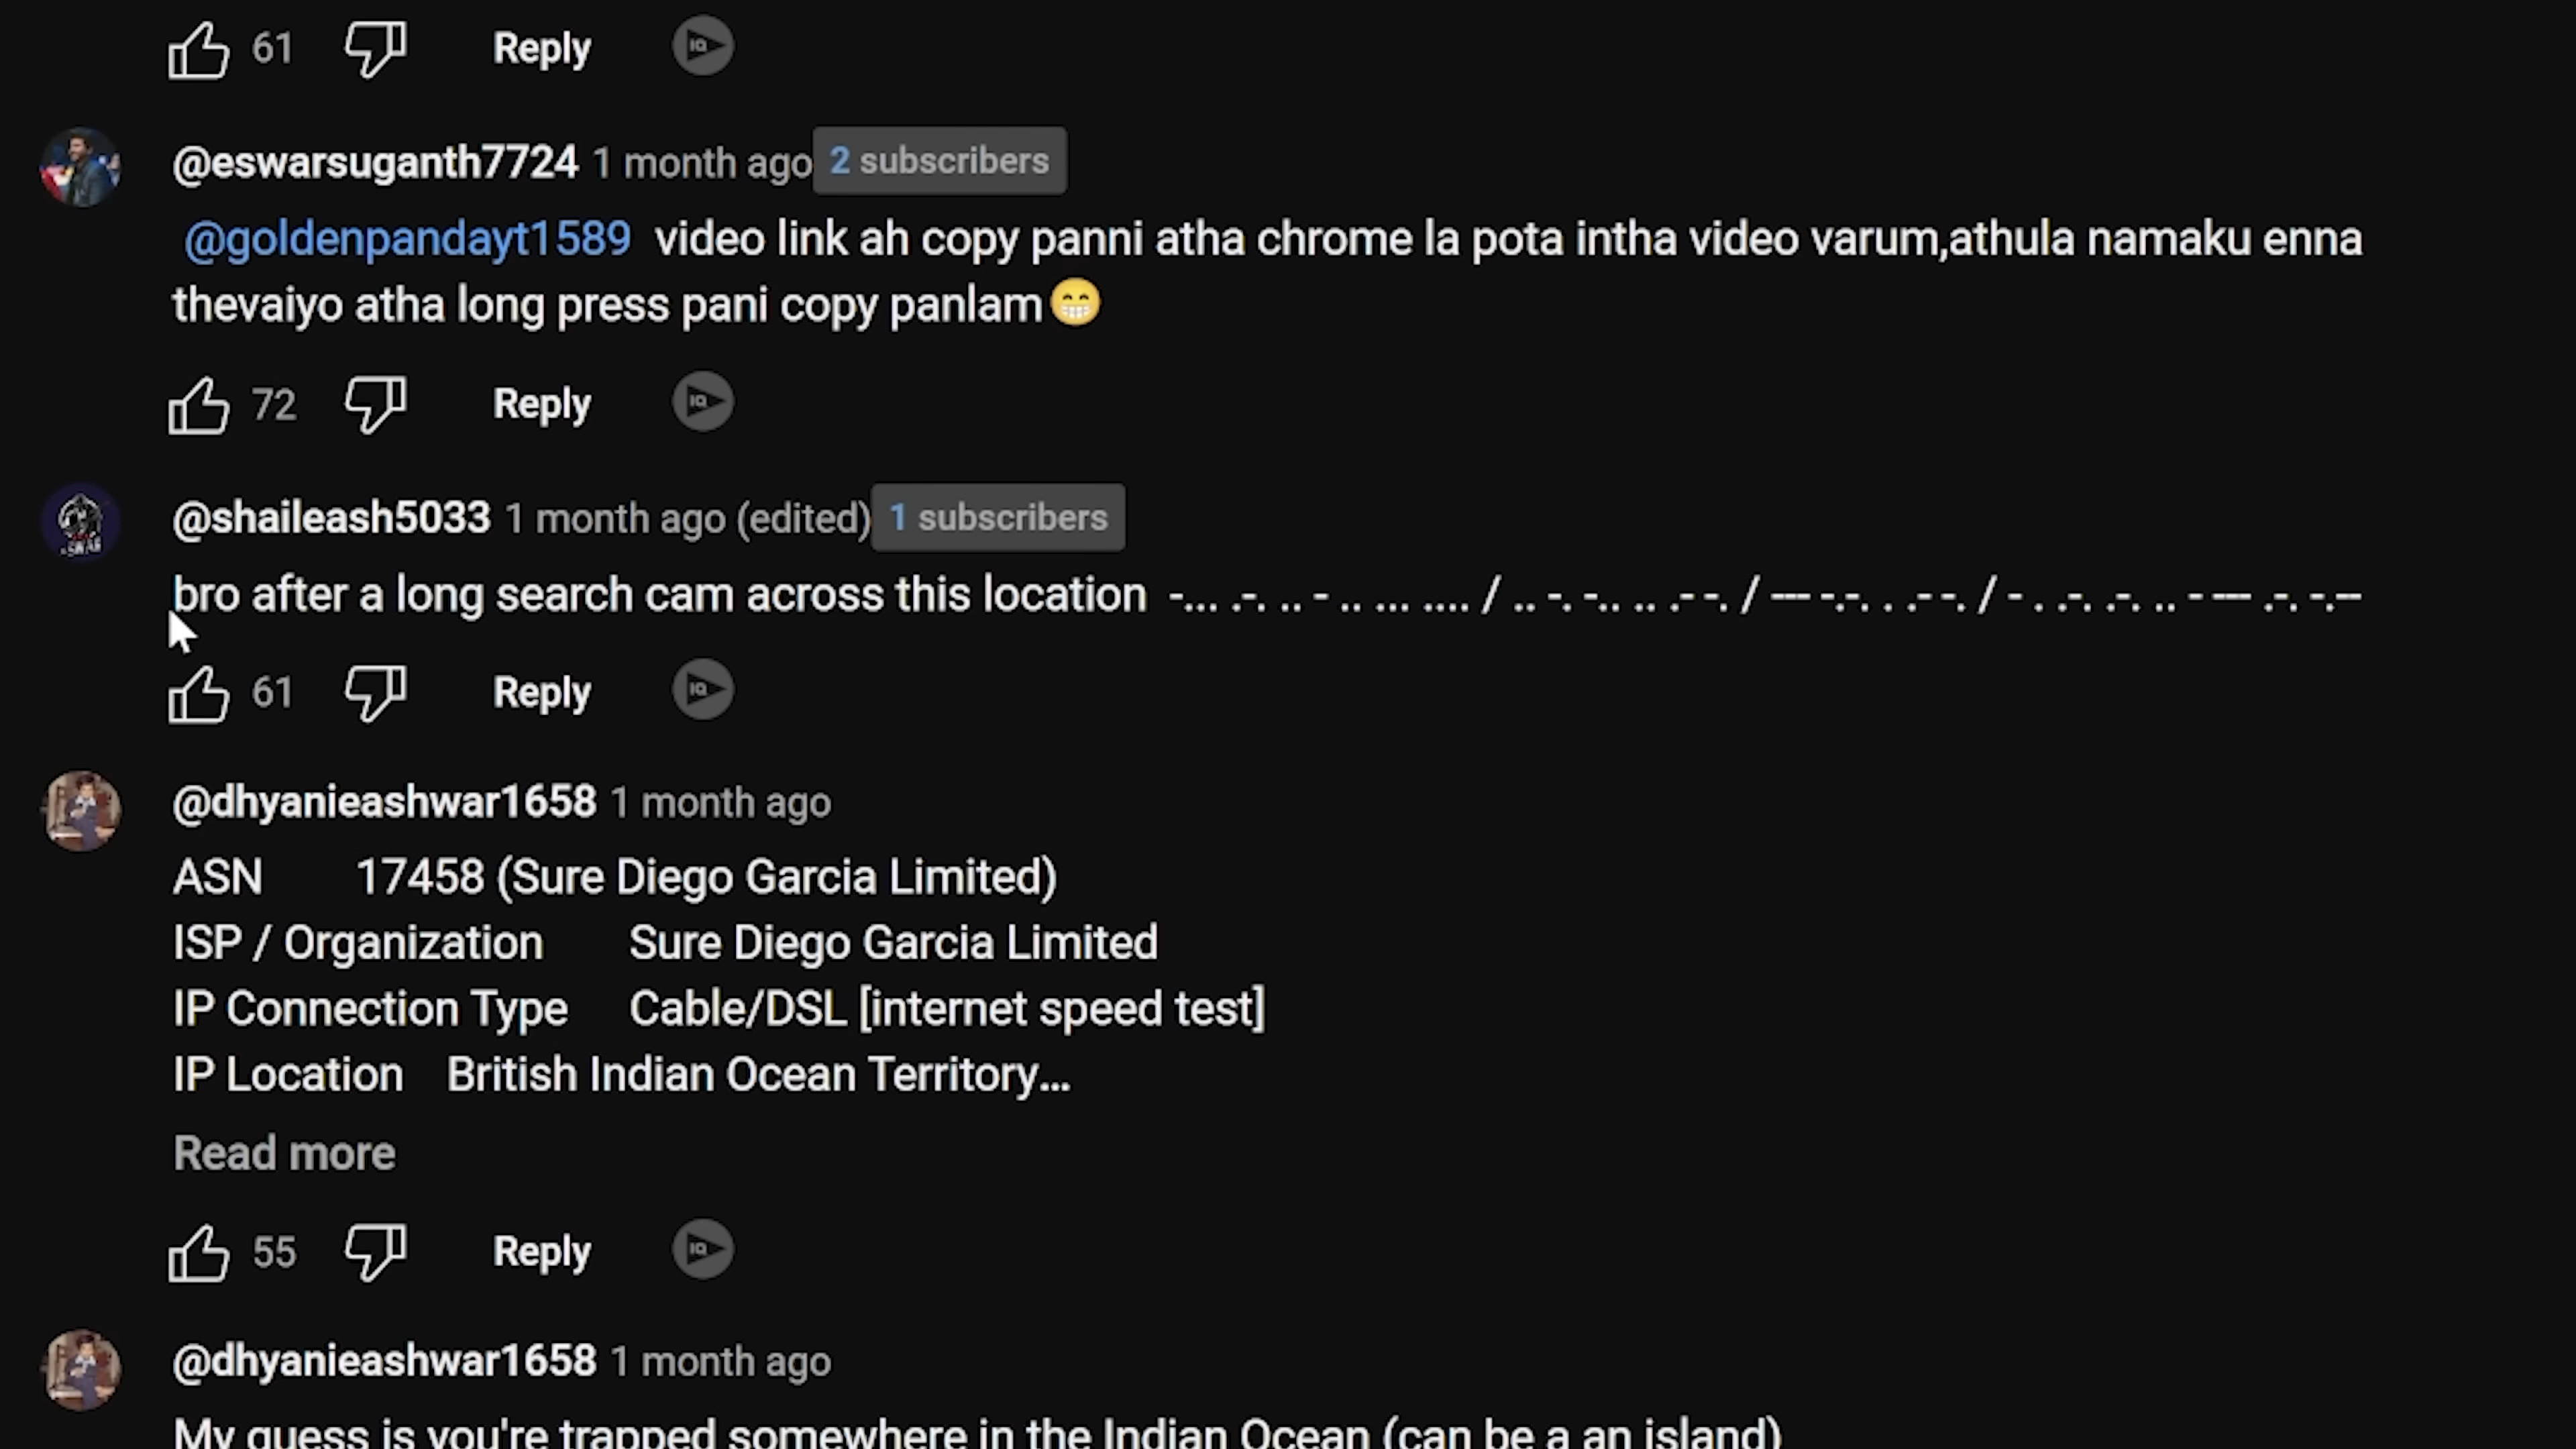 61 Reply
@eswarsuganth7724 1 month ago 2 subscribers
@goldenpandayt1589 video link ah copy panni atha chrome la pota intha video varum,athula namaku enna
thevaiyo atha long press pani copy panlam😁
72 Reply
@shaileash5033 1 month ago (edited) 1 subscribers
bro after a long search cam across this location -... .-. .. - .. ... .... / .. -. -.. .. .- -. / --- -.-. . .- -. / - . .-. .-. .. - --- .-. -.--
61 Reply
@dhyanieashwar1658 1 month ago
ASN 17458 (Sure Diego Garcia Limited)
ISP / Organization Sure Diego Garcia Limited
IP Connection Type Cable/DSL [internet speed test]
IP Location British Indian Ocean Territory...
Read more
55 Reply
@dhyanieashwar1658 1 month ago
My guess is you're trapped somewhere in the Indian Ocean (can be a an island)